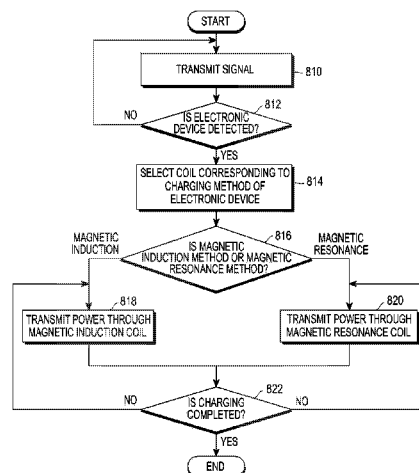 START
TRANSMIT SIGNAL
810
812
IS ELECTRONIC
DEVICE DETECTED?
NO
YES
SELECT COIL CORRESPONDING TO
CHARGING METHOD OF
ELECTRONIC DEVICE
814
816
MAGNETIC
INDUCTION
IS MAGNETIC
INDUCTION METHOD OR MAGNETIC
RESONANCE METHOD?
MAGNETIC
RESONANCE
818
TRANSMIT POWER THROUGH
MAGNETIC INDUCTION COIL
820
TRANSMIT POWER THROUGH
MAGNETIC RESONANCE COIL
822
NO
IS CHARGING
COMPLETED?
NO
YES
END